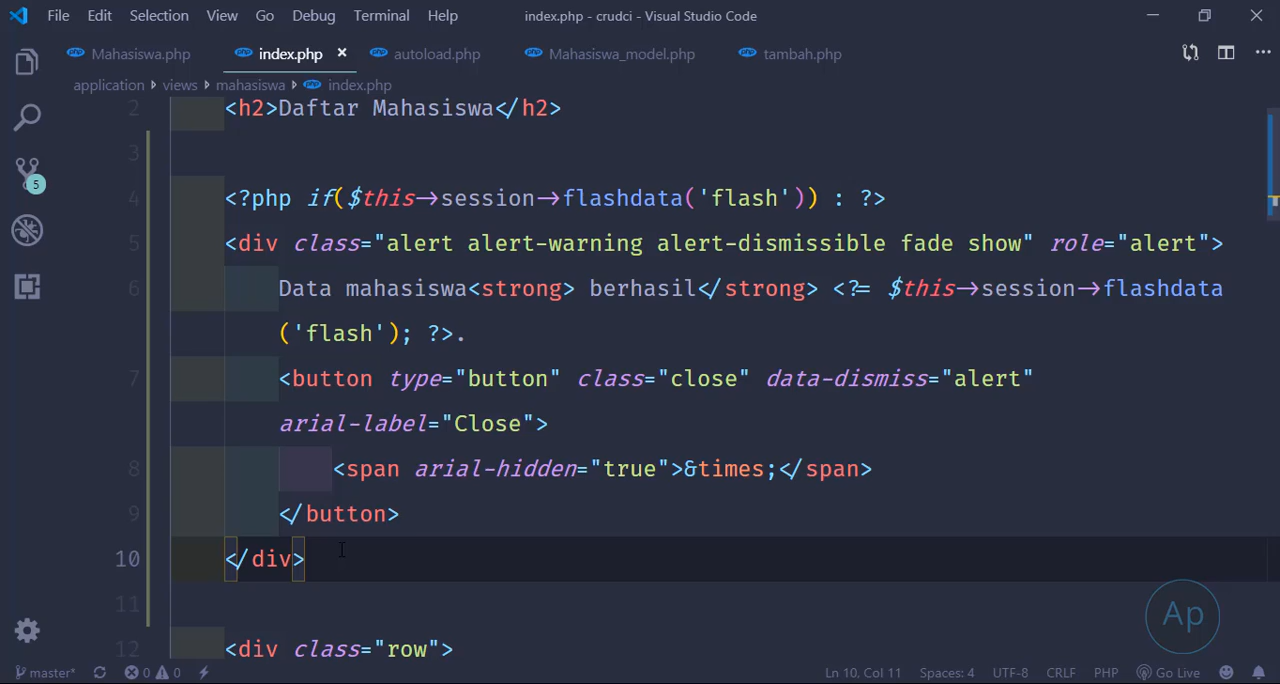 File Edit Selection View Go Debug Terminal Help index.php - crudci - Visual Studio Code
Mahasiswa.php index.php × autoload.php Mahasiswa_model.php tambah.php
application views mahasiswa index.php
2 <h2>Daftar Mahasiswa</h2>
3
4 <?php if($this->session->flashdata('flash')) : ?>
5 <div class="alert alert-warning alert-dismissible fade show" role="alert">
6 Data mahasiswa<strong> berhasil</strong> <?= $this->session->flashdata
('flash'); ?>.
7 <button type="button" class="close" data-dismiss="alert"
arial-label="Close">
8 <span arial-hidden="true">&times;</span>
9 </button>
10 </div>
11
12 <div class="row">
5
Ap
master* 0 0 Ln 10, Col 11 Spaces: 4 UTF-8 CRLF PHP Go Live